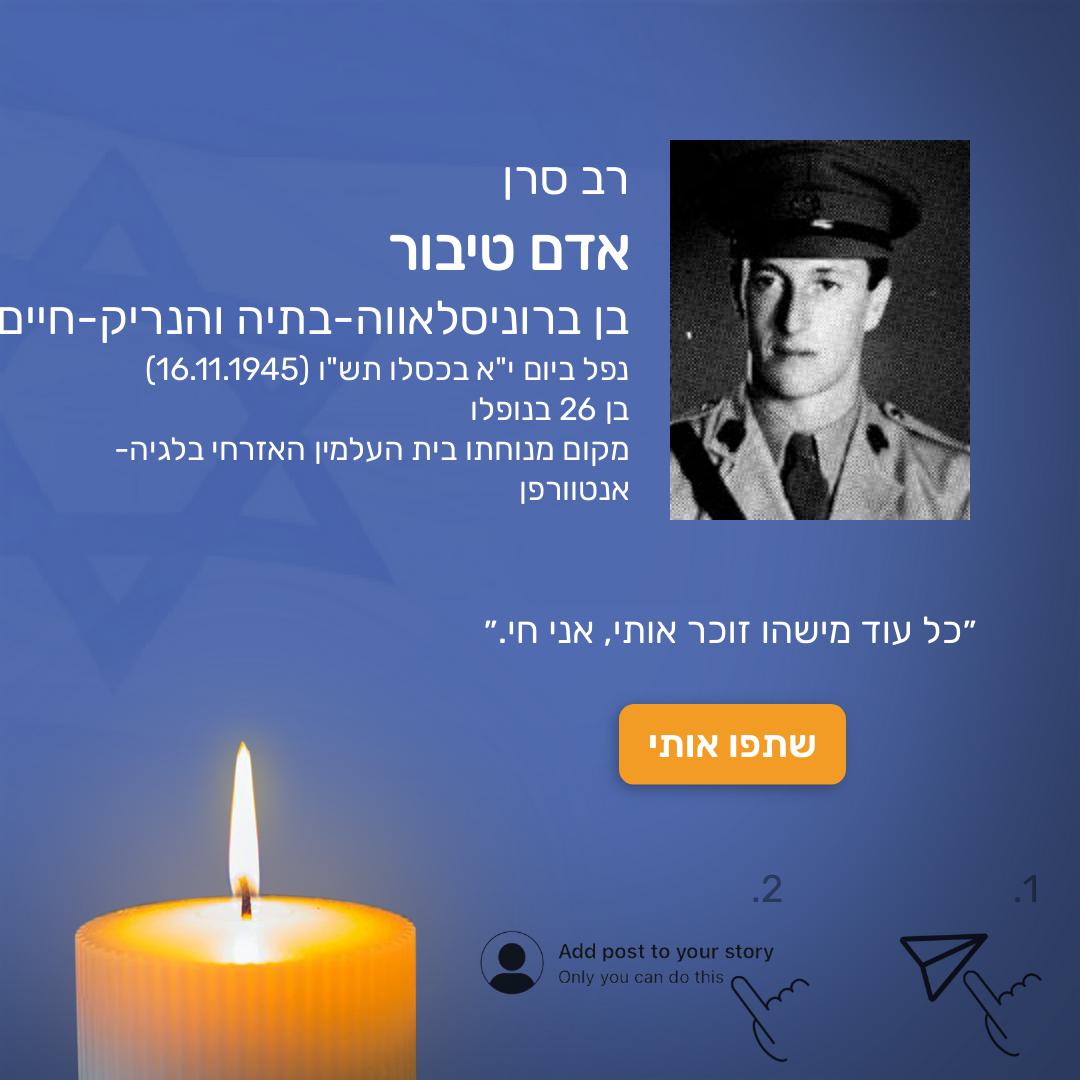 רב סרן
אדם טיבור
בן ברוניסלאווה-בתיה והנריק-חיים
נפל ביום י"א בכסלו תש"ו (16.11.1945)
בן 26 בנופלו
מקום מנוחתו בית העלמין האזרחי בלגיה-
אנטוורפן
״כל עוד מישהו זוכר אותי, אני חי.״
שתפו אותי
.1
.2
Add post to your story
Only you can do this